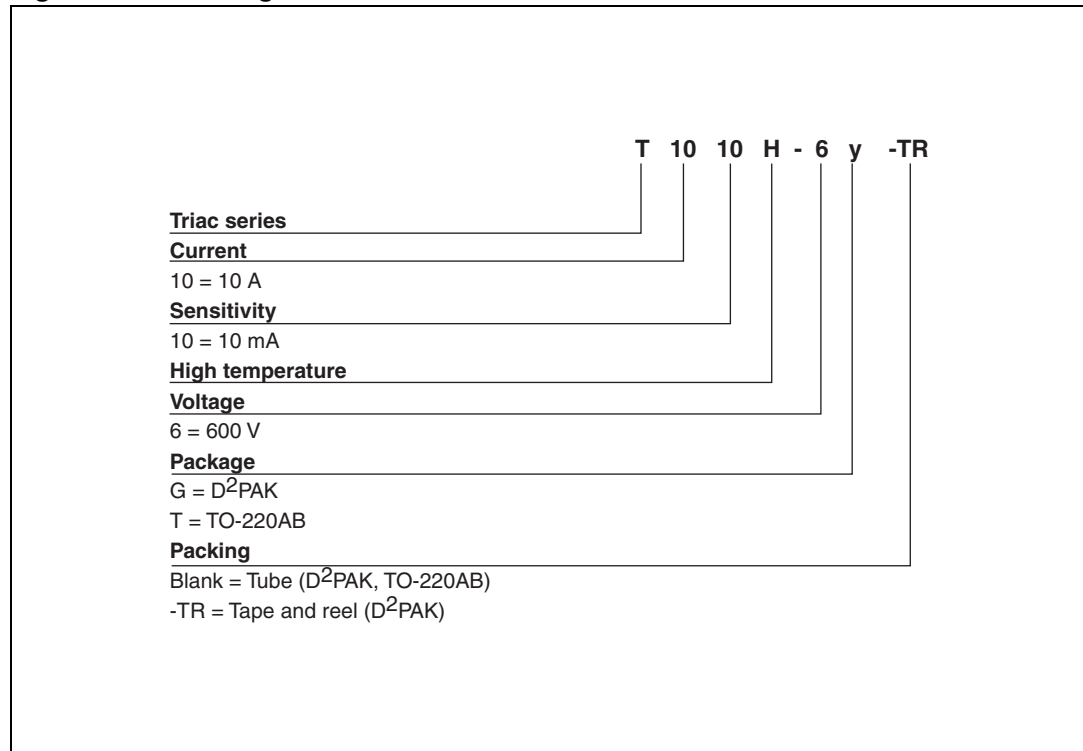 T 10 10 H - 6 y -TR
Triac series
Current
10 = 10 A
Sensitivity
10 = 10 mA
High temperature
Voltage
6 = 600 V
Package
G = D²PAK
T = TO-220AB
Packing
Blank = Tube (D²PAK, TO-220AB)
-TR = Tape and reel (D²PAK)